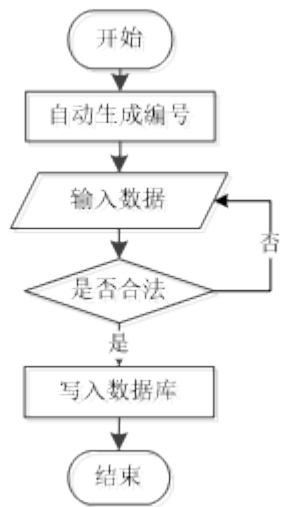 开始
自动生成编号
输入数据
否
是否合法
是
写入数据库
结束